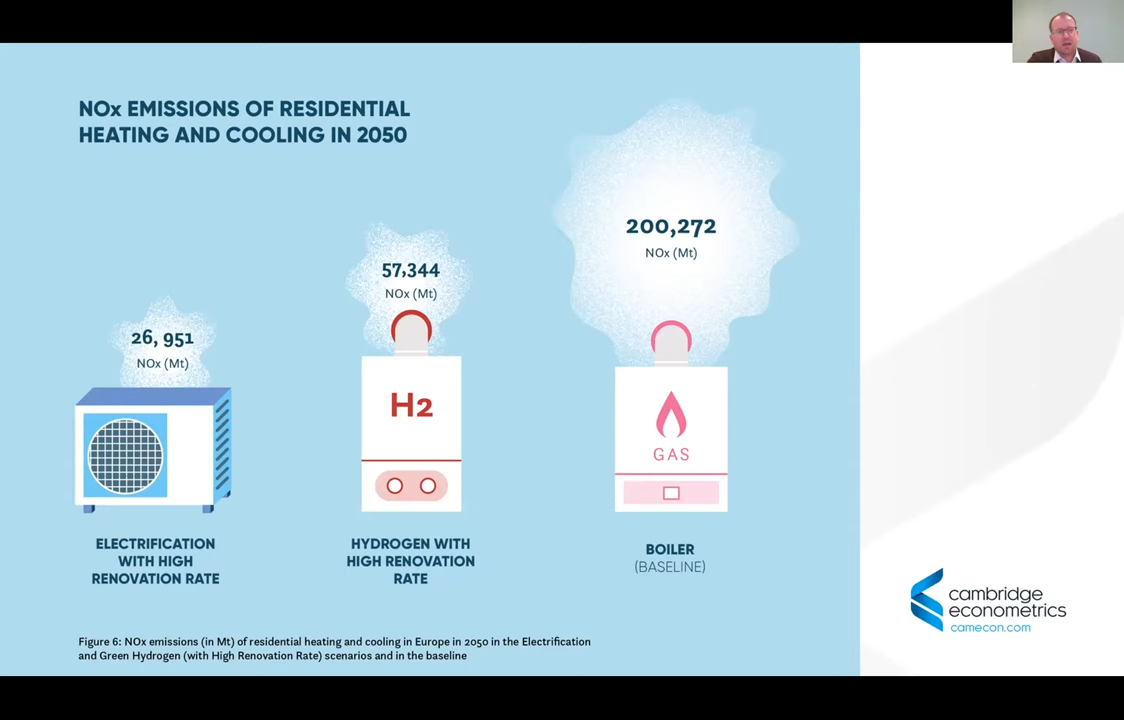 NOx EMISSIONS OF RESIDENTIAL
HEATING AND COOLING IN 2050
26, 951
NOx (Mt)
57,344
NOx (Mt)
200,272
NOx (Mt)
H2
GAS
ELECTRIFICATION
WITH HIGH
RENOVATION RATE
HYDROGEN WITH
HIGH RENOVATION
RATE
BOILER
(BASELINE)
Figure 6: NOx emissions (in Mt) of residential heating and cooling in Europe in 2050 in the Electrification
and Green Hydrogen (with High Renovation Rate) scenarios and in the baseline
cambridge
econometrics
camecon.com